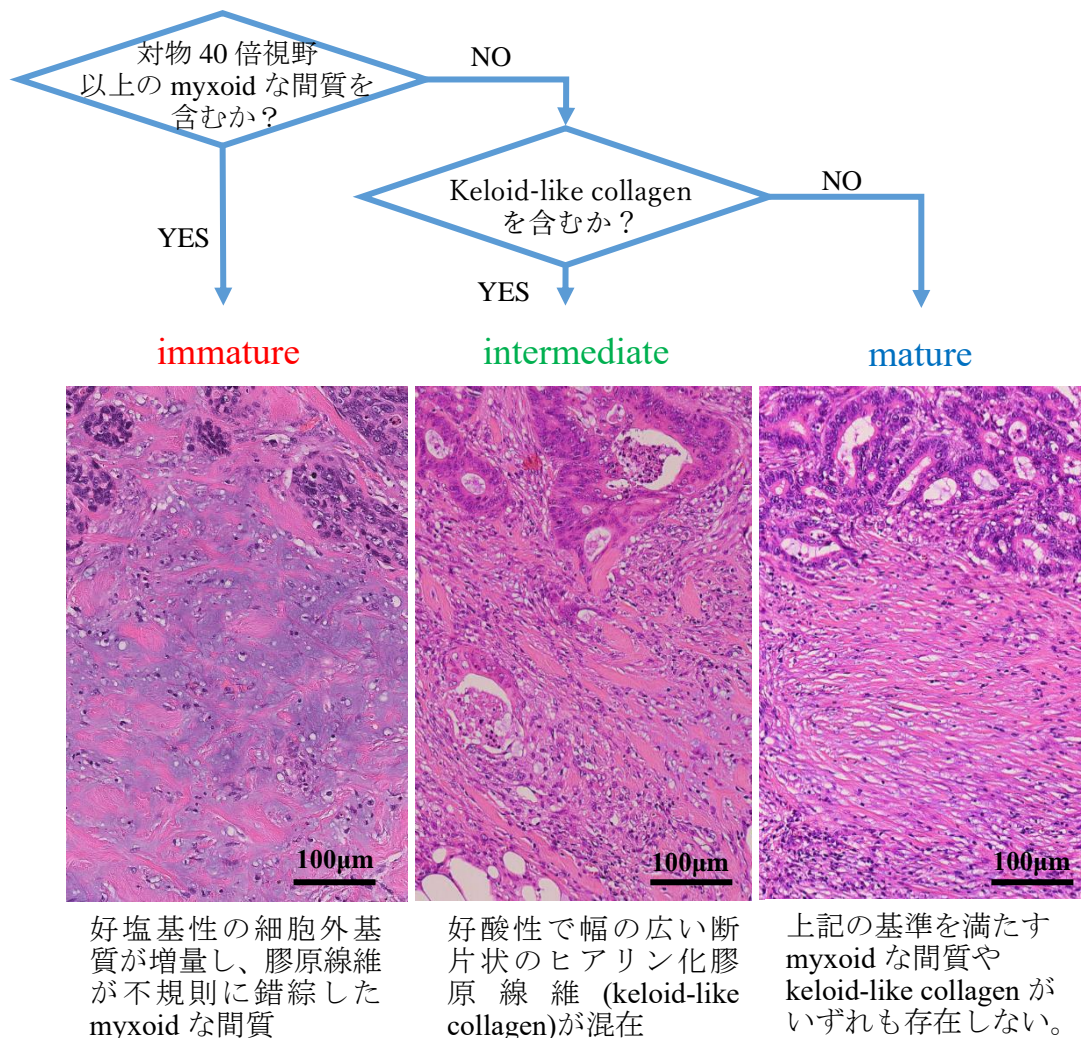 対物 40 倍視野
以上の myxoid な間質を
含むか？
NO
Keloid-like collagen
を含むか？
NO
YES
YES
immature
intermediate
mature
100μm
100μm
100μm
好塩基性の細胞外基
質が増量し、膠原線維
が不規則に錯綜した
myxoid な間質
好酸性で幅の広い断
片状のヒアリン化膠
原線維 (keloid-like
collagen)が混在
上記の基準を満たす
myxoid な間質や
keloid-like collagen が
いずれも存在しない。